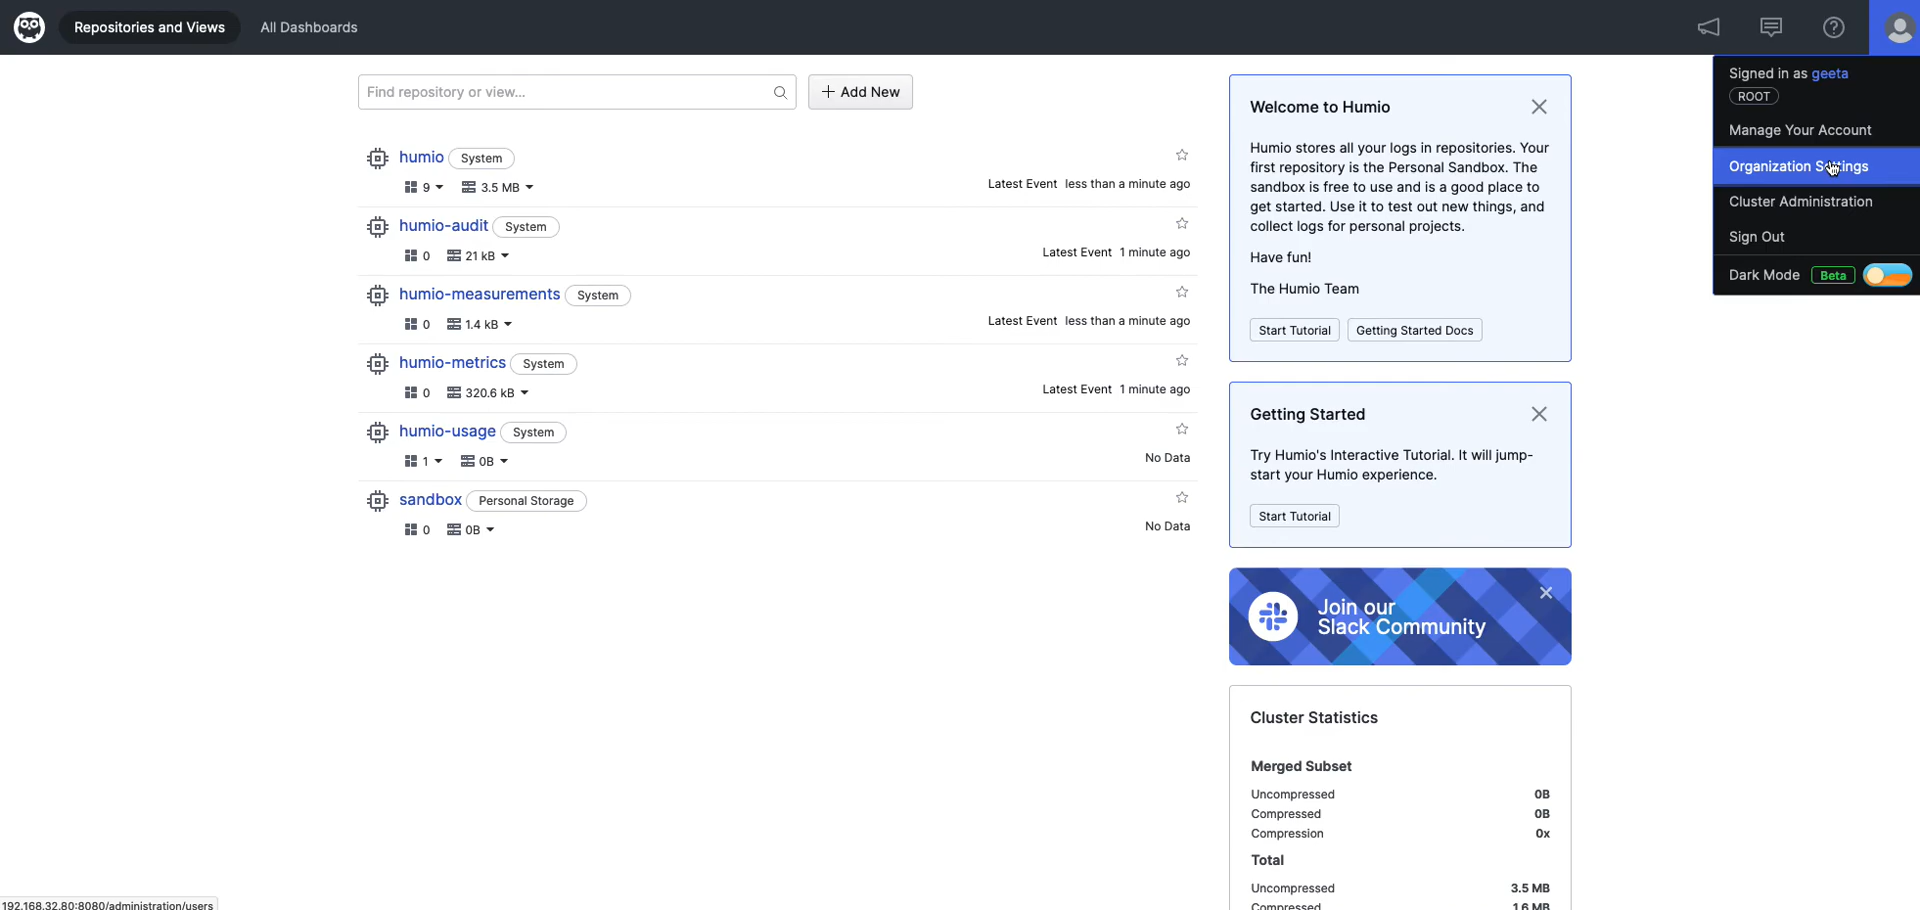 Repositories and Views
All Dashboards
Find repository or view...
Add New
humio System
9 3.5 MB
Latest Event less than a minute ago
humio-audit System
0 21 kB
Latest Event 1 minute ago
humio-measurements System
0 1.4 kB
Latest Event less than a minute ago
humio-metrics System
0 320.6 kB
Latest Event 1 minute ago
humio-usage System
1 0B
No Data
sandbox Personal Storage
0 0B
No Data
Welcome to Humio
Humio stores all your logs in repositories. Your
first repository is the Personal Sandbox. The
sandbox is free to use and is a good place to
get started. Use it to test out new things, and
collect logs for personal projects.
Have fun!
The Humio Team
Start Tutorial Getting Started Docs
Getting Started
Try Humio's Interactive Tutorial. It will jump-
start your Humio experience.
Start Tutorial
Join our
Slack Community
Cluster Statistics
Merged Subset
Uncompressed 0B
Compressed 0B
Compression 0x
Total
Uncompressed 3.5 MB
Compressed 1.6 MB
Signed in as geeta
ROOT
Manage Your Account
Organization Settings
Cluster Administration
Sign Out
Dark Mode Beta
192.168.32.80:8080/administration/users